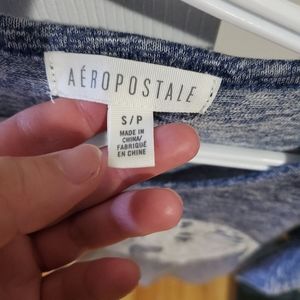 AÉROPOSTALE
S/P
MADE IN
CHINA/
FABRIQUÉ
EN CHINE